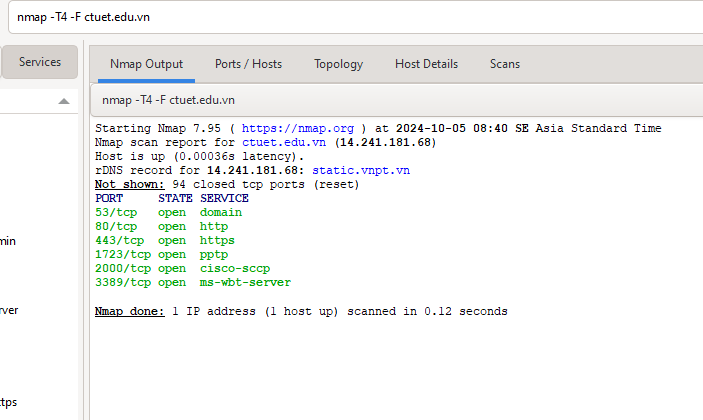 nmap -T4 -F ctuet.edu.vn
Services
Nmap Output Ports / Hosts Topology Host Details Scans
nmap -T4 -F ctuet.edu.vn
Starting Nmap 7.95 ( https://nmap.org ) at 2024-10-05 08:40 SE Asia Standard Time
Nmap scan report for ctuet.edu.vn (14.241.181.68)
Host is up (0.00036s latency).
rDNS record for 14.241.181.68: static.vnpt.vn
Not shown: 94 closed tcp ports (reset)
PORT     STATE SERVICE
53/tcp   open  domain
80/tcp   open  http
443/tcp  open  https
1723/tcp open  pptp
2000/tcp open  cisco-sccp
3389/tcp open  ms-wbt-server
Nmap done: 1 IP address (1 host up) scanned in 0.12 seconds
min
rver
ttps